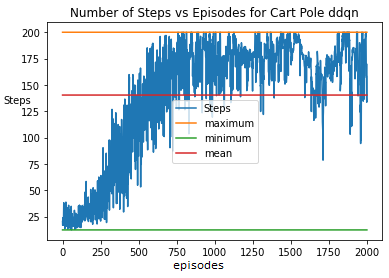 Number of Steps vs Episodes for Cart Pole ddqn
200
175
150
125
100
75
50
25
Steps
Steps
maximum
minimum
mean
0
250
500
750
1000
1250
1500
1750
2000
episodes